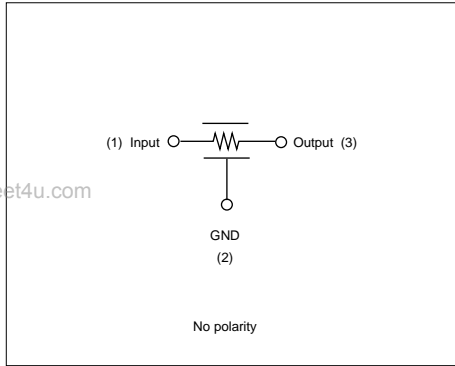 (1) Input Output (3)
et4u.com
GND
(2)
No polarity